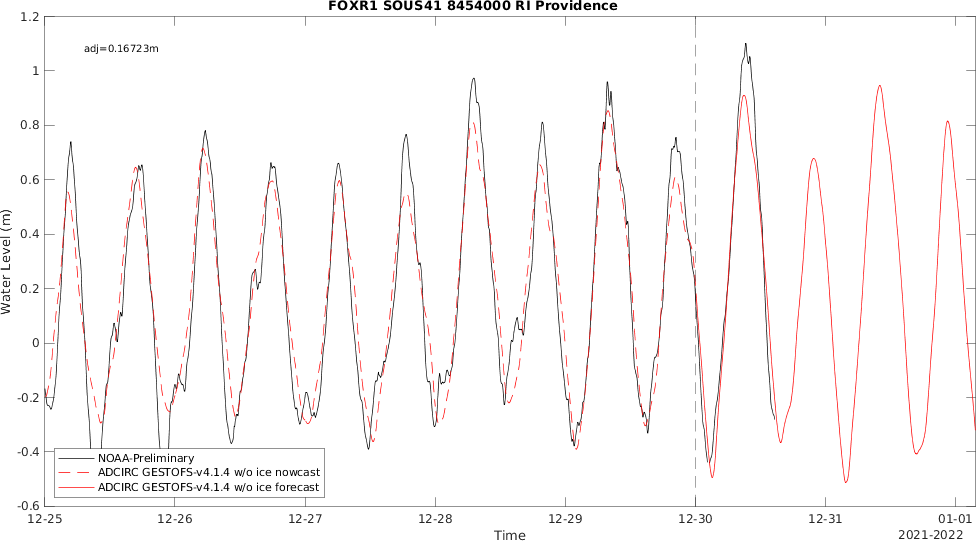 FOXR1 SOUS41 8454000 RI Providence
adj=0.16723m
1.2
1
0.8
0.6
0.4
0.2
0
-0.2
-0.4
-0.6
Water Level (m)
NOAA-Preliminary
ADCIRC GESTOFS-v4.1.4 w/o ice nowcast
ADCIRC GESTOFS-v4.1.4 w/o ice forecast
12-25 12-26 12-27 12-28 12-29 12-30 12-31 01-01
Time
2021-2022